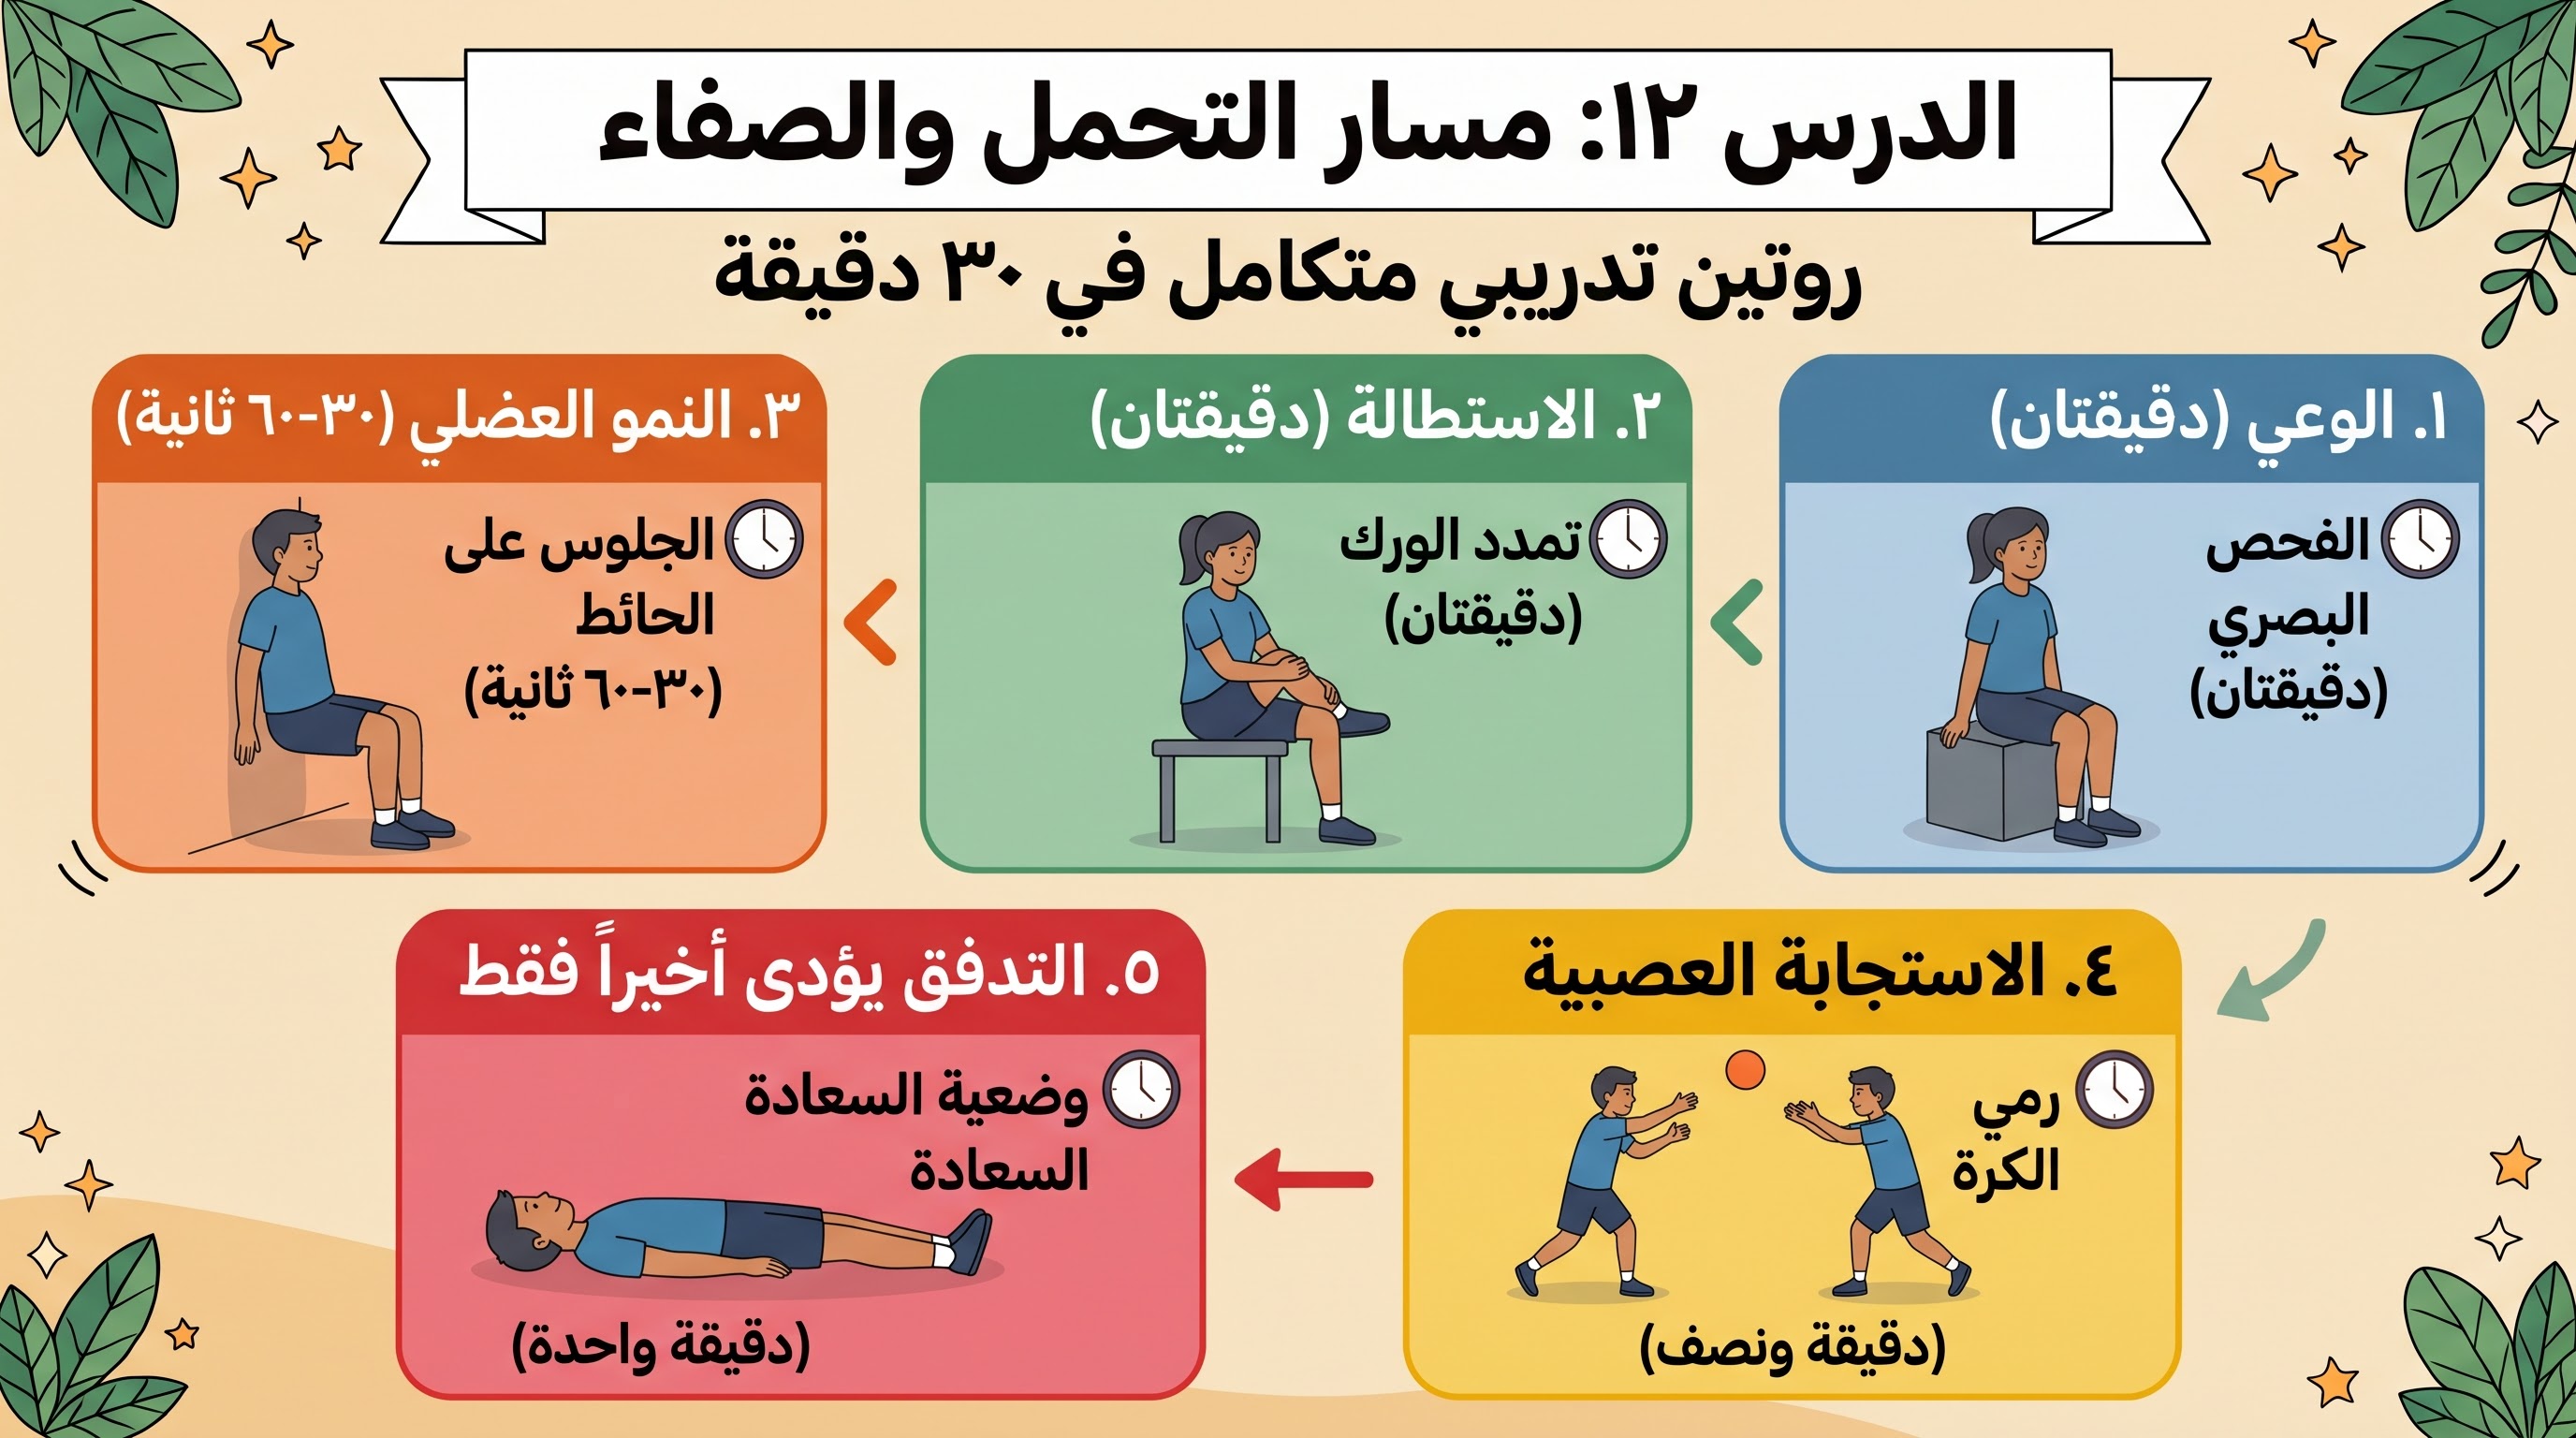 الدرس ١٢: مسار التحمل والصفاء
روتين تدريبي متكامل في ٣٠ دقيقة
١. الوعي (دقيقتان)
الفحص
البصري
(دقيقتان)
٢. الاستطالة (دقيقتان)
تمدد الورك
(دقيقتان)
٣. النمو العضلي (٣٠-٦٠ ثانية)
الجلوس على
الحائط
(٣٠-٦٠ ثانية)
٤. الاستجابة العصبية
رمي
الكرة
(دقيقة ونصف)
٥. التدفق يؤدى أخيراً فقط
وضعية السعادة
السعادة
(دقيقة واحدة)